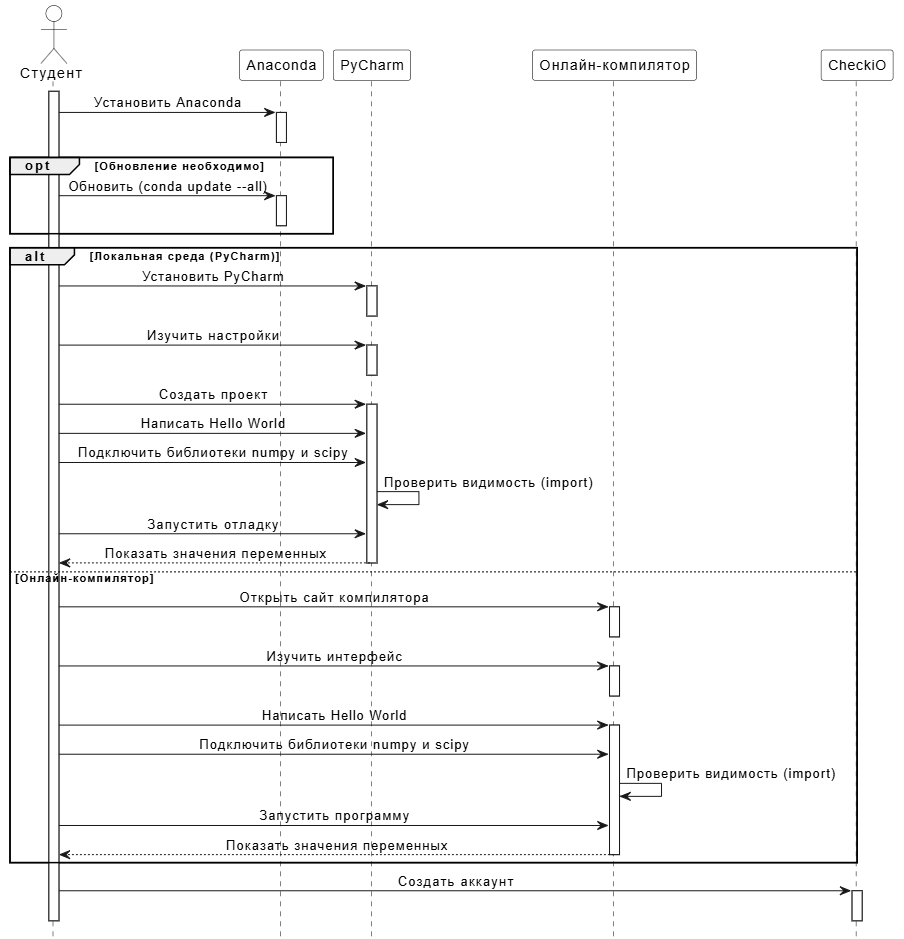 Студент
Anaconda
PyCharm
Онлайн-компилятор
CheckiO
Установить Anaconda
opt
[Обновление необходимо]
Обновить (conda update --all)
alt
[Локальная среда (PyCharm)]
Установить PyCharm
Изучить настройки
Создать проект
Написать Hello World
Подключить библиотеки numpy и scipy
Проверить видимость (import)
Запустить отладку
Показать значения переменных
[Онлайн-компилятор]
Открыть сайт компилятора
Изучить интерфейс
Написать Hello World
Подключить библиотеки numpy и scipy
Проверить видимость (import)
Запустить программу
Показать значения переменных
Создать аккаунт